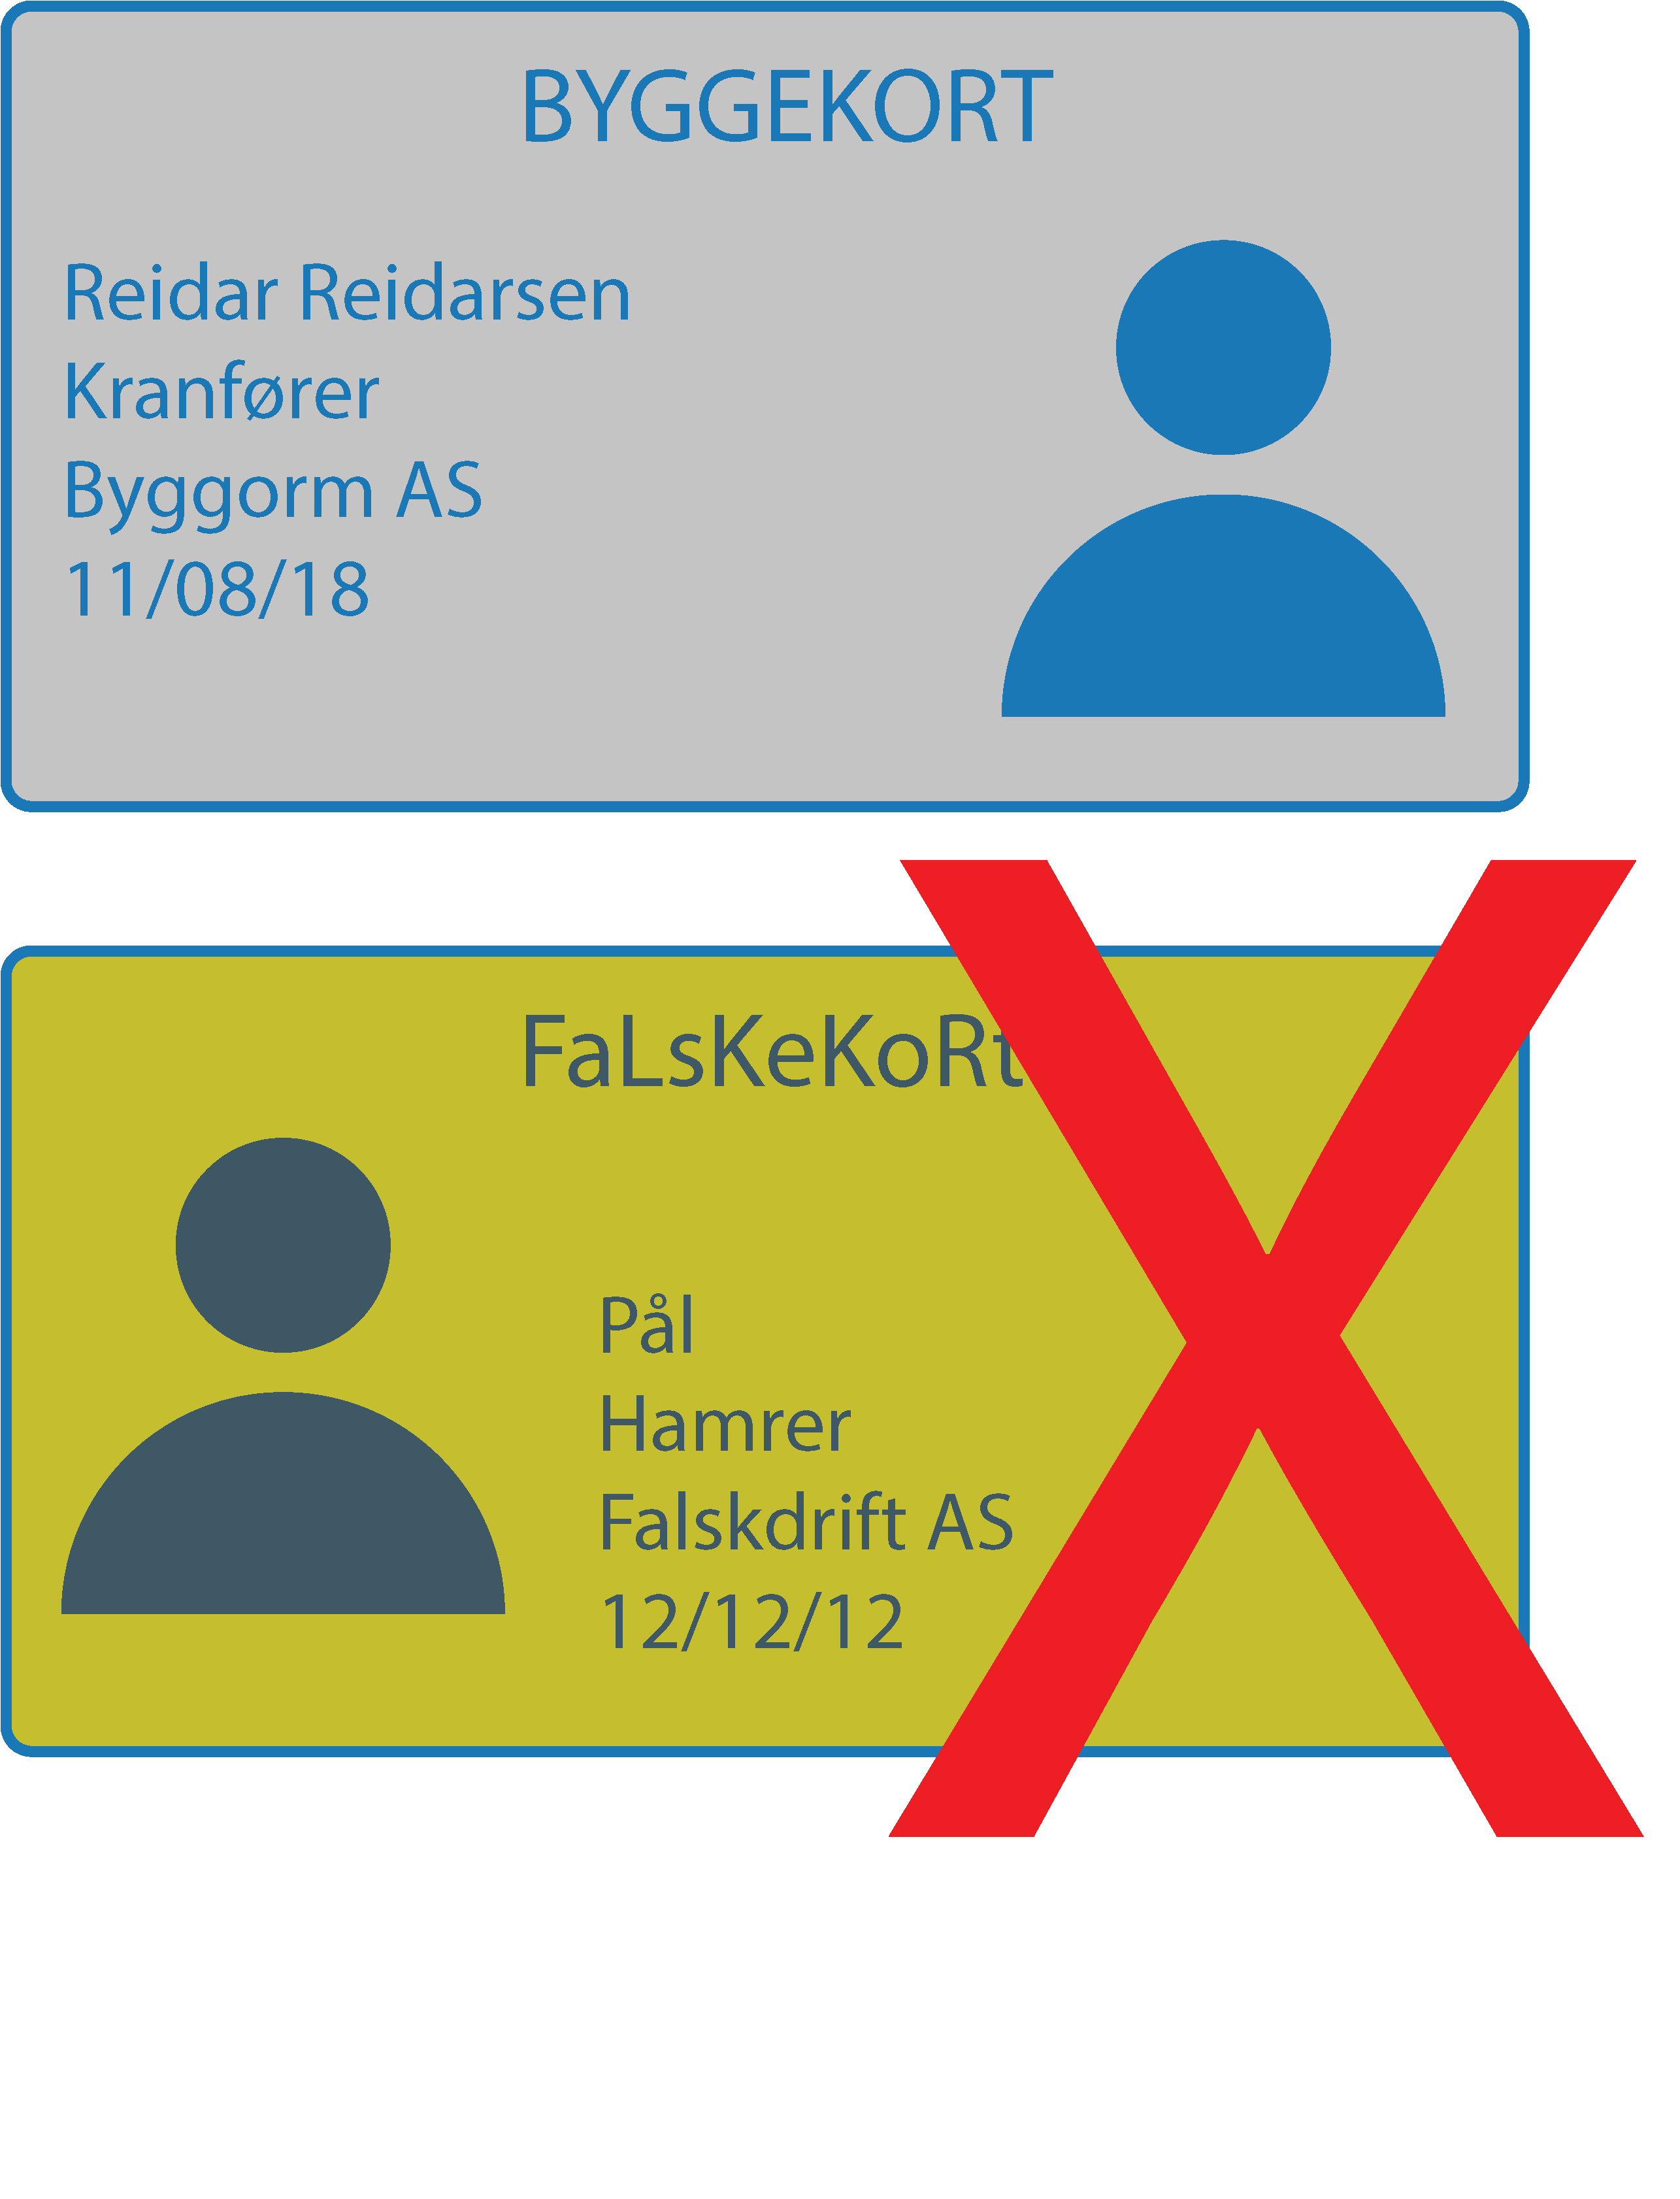 BYGGEKORT
Reidar Reidarsen
Kranfører
Byggorm AS
11/08/18
FaLsKeKoRt
Pål
Hamrer
Falskdrift AS
12/12/12